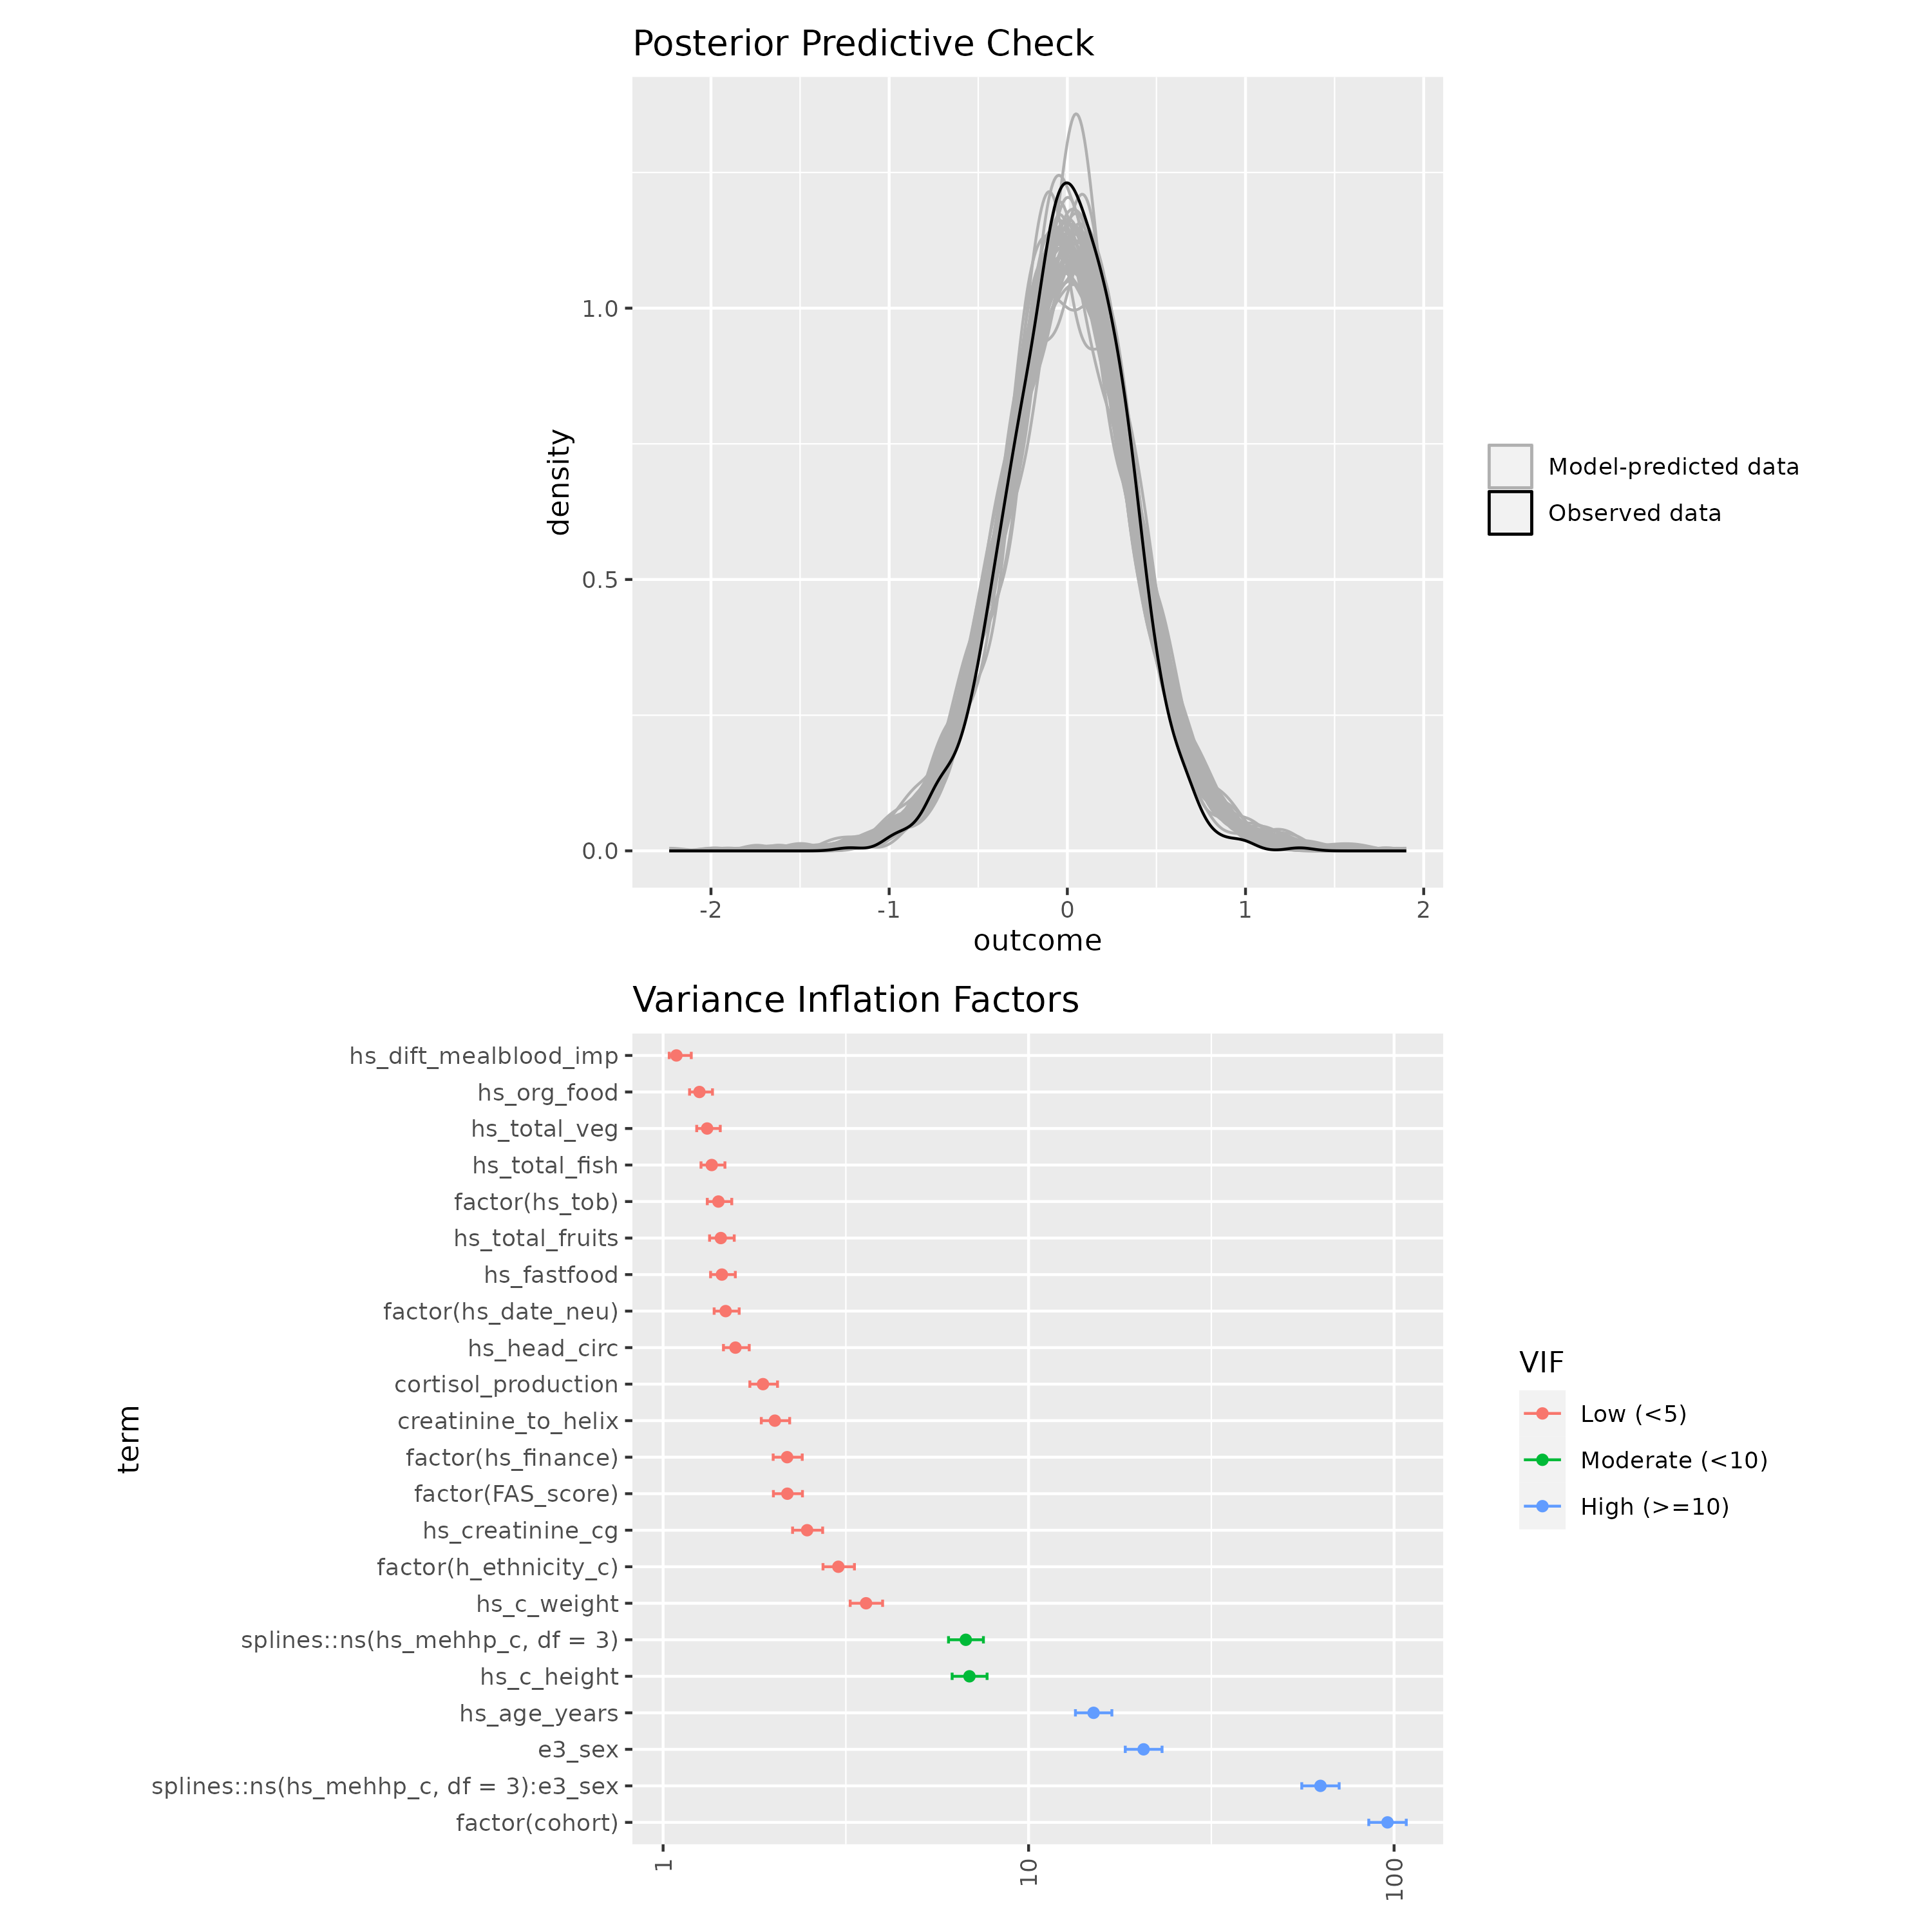 Posterior Predictive Check
density
1.0
0.5
0.0
-2
-1
0
1
2
outcome
Model-predicted data
Observed data
Variance Inflation Factors
term
hs_dift_mealblood_imp
hs_org_food
hs_total_veg
hs_total_fish
factor(hs_tob)
hs_total_fruits
hs_fastfood
factor(hs_date_neu)
hs_head_circ
cortisol_production
creatinine_to_helix
factor(hs_finance)
factor(FAS_score)
hs_creatinine_cg
factor(h_ethnicity_c)
hs_c_weight
splines::ns(hs_mehhp_c, df = 3)
hs_c_height
hs_age_years
e3_sex
splines::ns(hs_mehhp_c, df = 3):e3_sex
factor(cohort)
1
10
100
VIF
Low (<5)
Moderate (<10)
High (>=10)